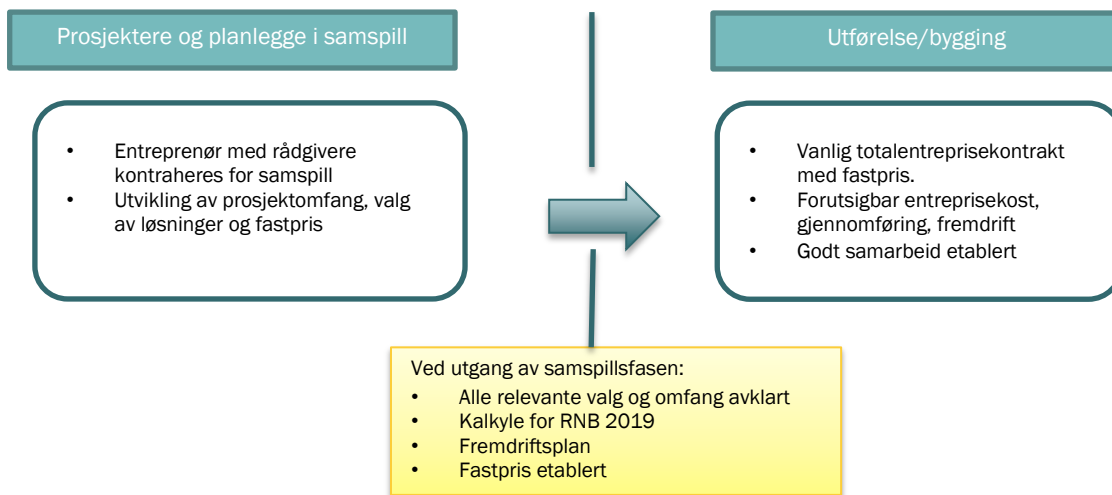 Prosjektere og planlegge i samspill
Utførelse/bygging
• Entreprenør med rådgivere
kontraheres for samspill
• Utvikling av prosjektomfang, valg
av løsninger og fastpris
• Vanlig totalentreprisekontrakt
med fastpris.
• Forutsigbar entreprisekost,
gjennomføring, fremdrift
• Godt samarbeid etablert
Ved utgang av samspillsfasen:
• Alle relevante valg og omfang avklart
• Kalkyle for RNB 2019
• Fremdriftsplan
• Fastpris etablert